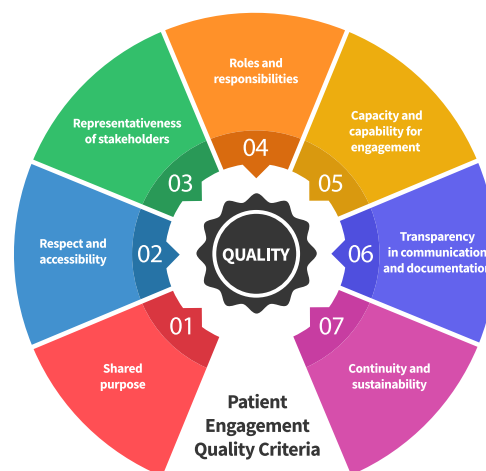 Roles and
responsibilities
04
Representativeness
of stakeholders
03
Capacity and
capability for
engagement
05
Respect and
accessibility
02
QUALITY
06
Transparency
in communication
and documentation
01
Shared
purpose
07
Continuity and
sustainability
Patient
Engagement
Quality Criteria